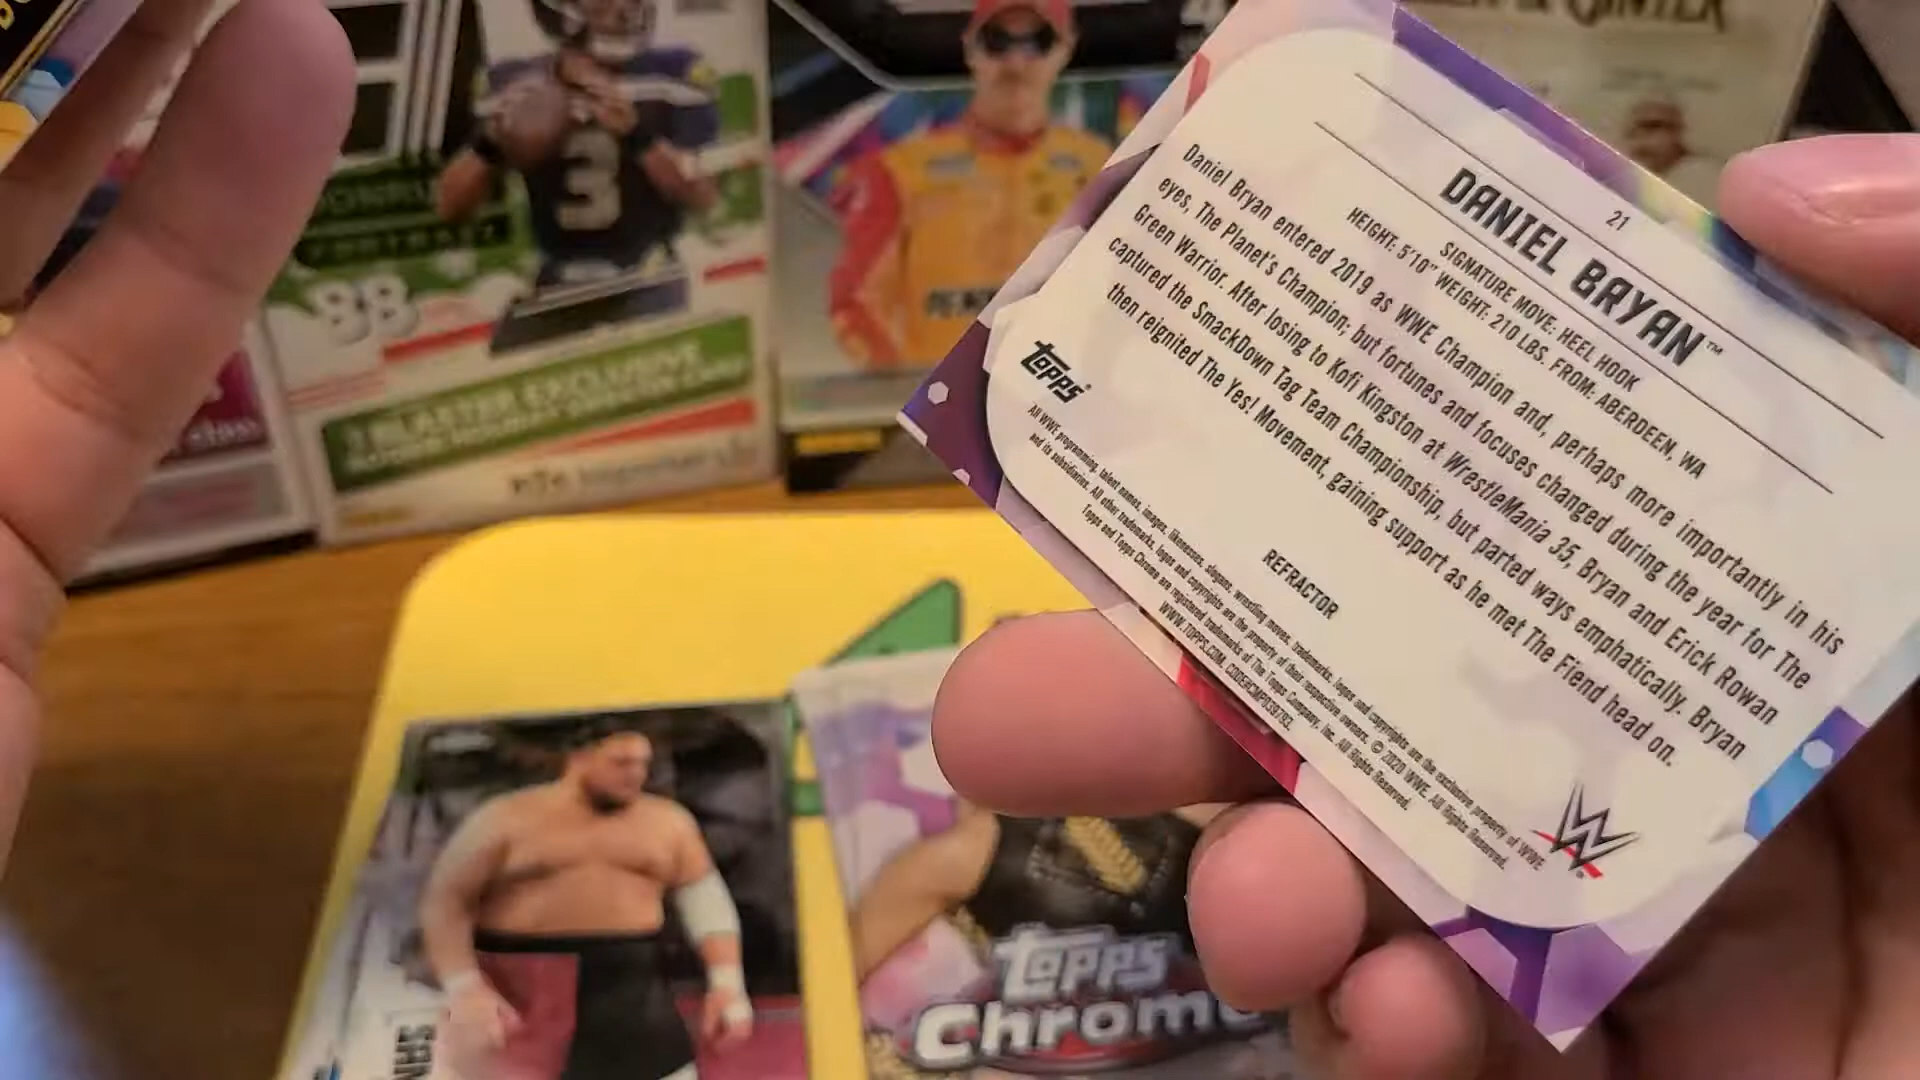 21
DANIEL BRYAN™
SIGNATURE MOVE: HEEL HOOK
HEIGHT: 5'10" WEIGHT: 210 LBS. FROM: ABERDEEN, WA
Daniel Bryan entered 2019 as WWE Champion and, perhaps more importantly in his
eyes, The Planet's Champion; but fortunes and focuses changed during the year for The
Green Warrior. After losing to Kofi Kingston at WrestleMania 35, Bryan and Erick Rowan
captured the SmackDown Tag Team Championship, but parted ways emphatically. Bryan
then reignited The Yes! Movement, gaining support as he met The Fiend head on.
Topps®
REFRACTOR
All WWE programming, talent names, images, likenesses, slogans, wrestling moves, trademarks, logos and copyrights are the exclusive property of WWE
and its subsidiaries. All other trademarks, logos and copyrights are the property of their respective owners. © 2020 WWE. All Rights Reserved.
Topps and Topps Chrome are registered trademarks of The Topps Company, Inc. All Rights Reserved.
WWW.TOPPS.COM. CODE#CMP039793.
W
3
88
BLASTER EXCLUSIVE
Topps
Chrome